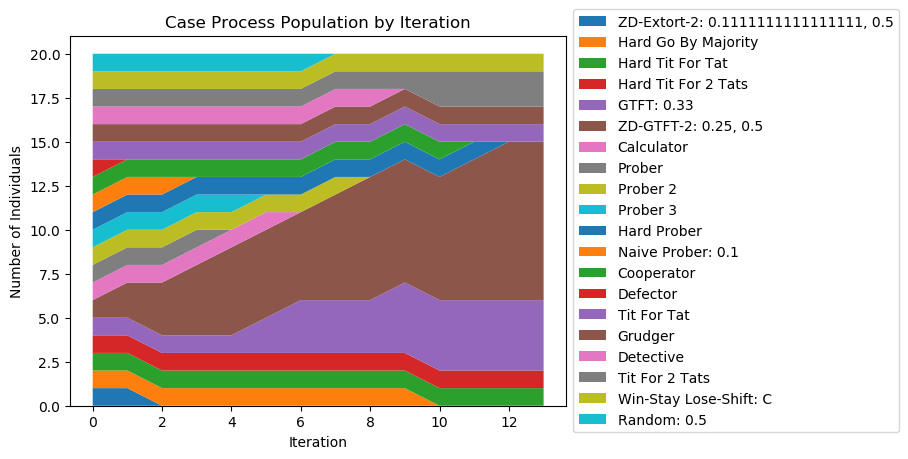 Case Process Population by Iteration
Number of Individuals
20.0
17.5
15.0
12.5
10.0
7.5
5.0
2.5
0.0
0 2 4 6 8 10 12
Iteration
ZD-Extort-2: 0.1111111111111111, 0.5
Hard Go By Majority
Hard Tit For Tat
Hard Tit For 2 Tats
GTFT: 0.33
ZD-GTFT-2: 0.25, 0.5
Calculator
Prober
Prober 2
Prober 3
Hard Prober
Naive Prober: 0.1
Cooperator
Defector
Tit For Tat
Grudger
Detective
Tit For 2 Tats
Win-Stay Lose-Shift: C
Random: 0.5